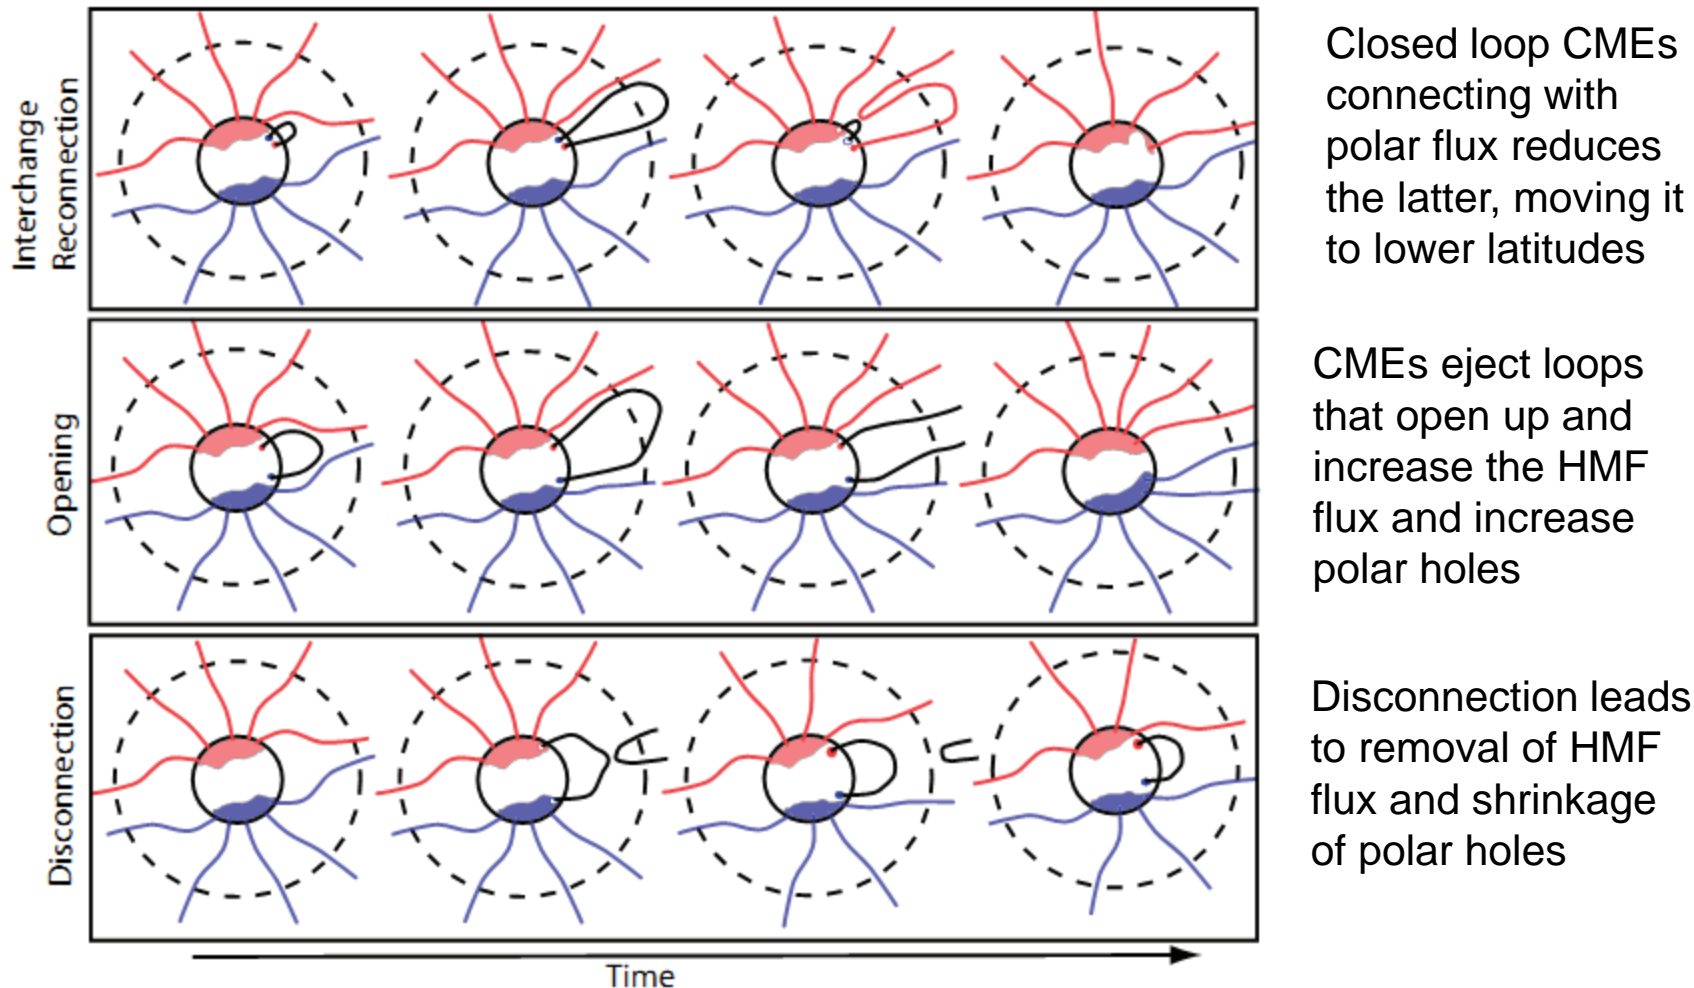 Interchange
Reconnection
Closed loop CMEs
connecting with
polar flux reduces
the latter, moving it
to lower latitudes
Opening
CMEs eject loops
that open up and
increase the HMF
flux and increase
polar holes
Disconnection
Disconnection leads
to removal of HMF
flux and shrinkage
of polar holes
Time